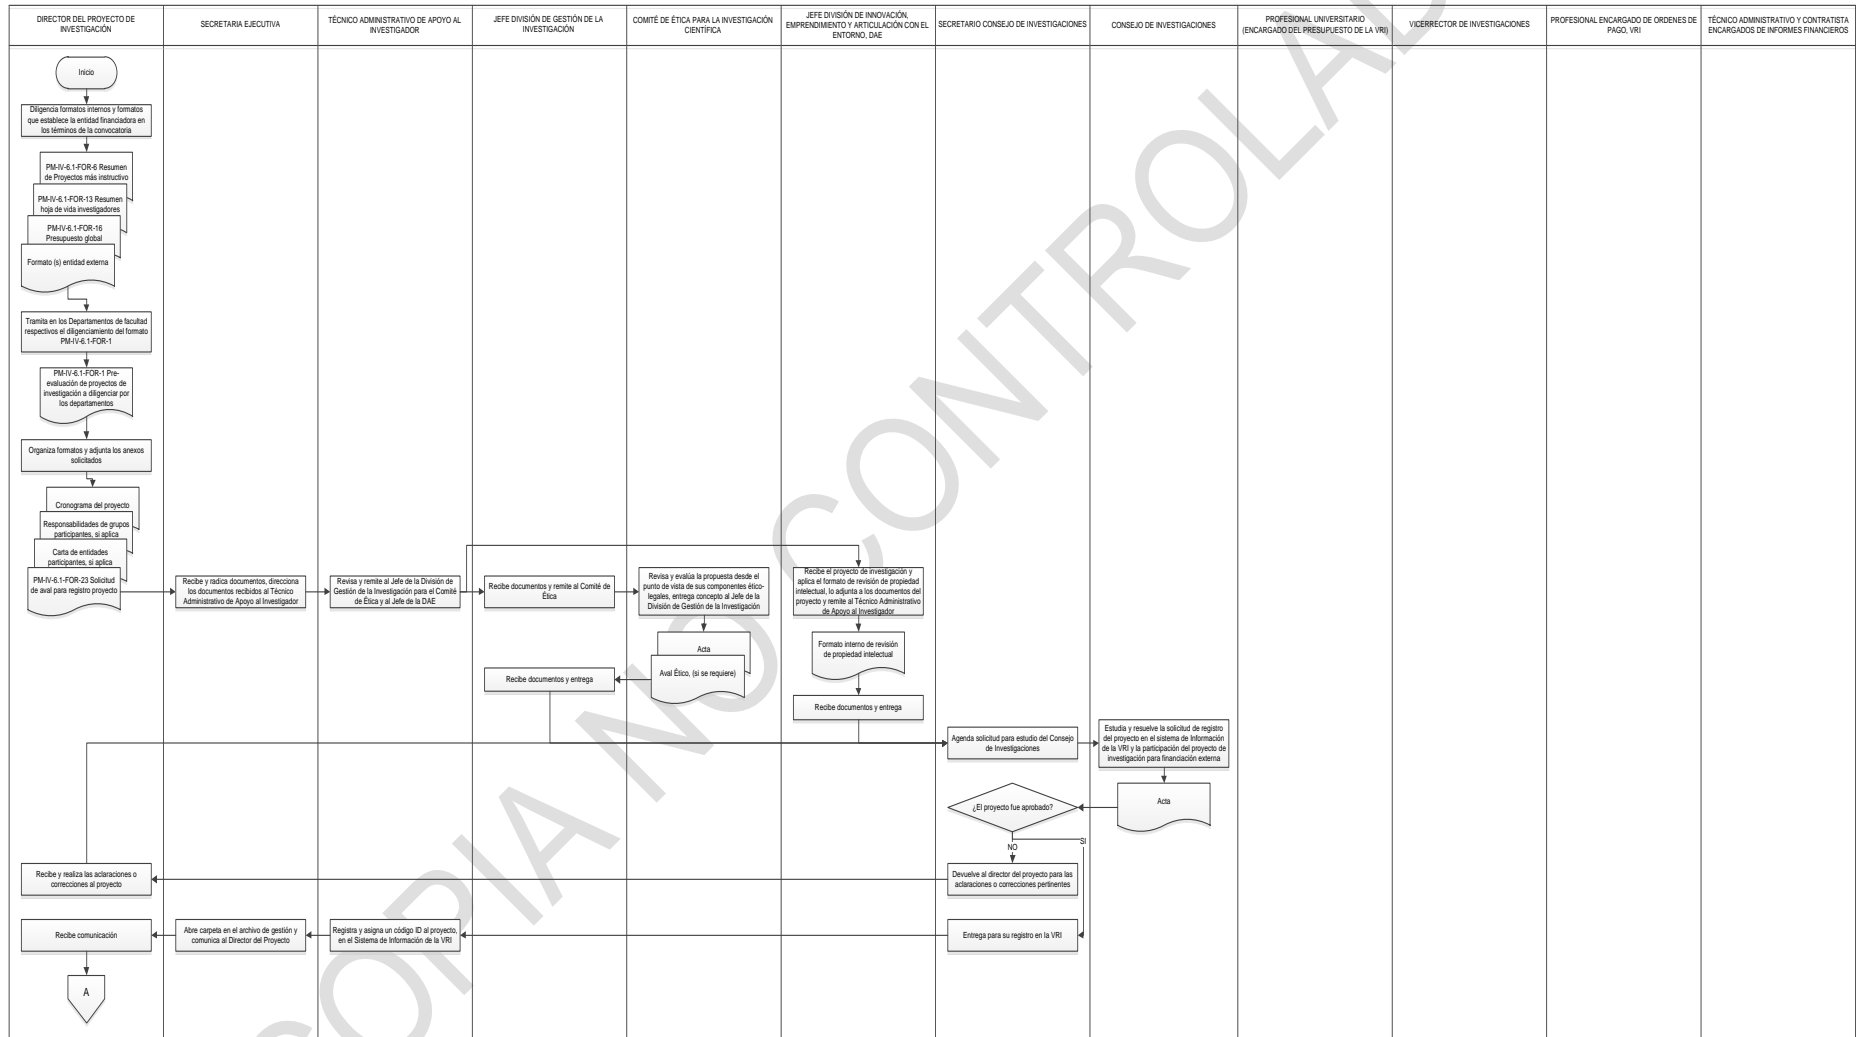 DIRECTOR DEL PROYECTO DE
INVESTIGACIÓN
SECRETARIA EJECUTIVA
TÉCNICO ADMINISTRATIVO DE APOYO AL
INVESTIGADOR
JEFE DIVISIÓN DE GESTIÓN DE LA
INVESTIGACIÓN
COMITÉ DE ÉTICA PARA LA INVESTIGACIÓN
CIENTÍFICA
JEFE DIVISIÓN DE INNOVACIÓN,
EMPRENDIMIENTO Y ARTICULACIÓN CON EL
ENTORNO, DAE
SECRETARIO CONSEJO DE INVESTIGACIONES
CONSEJO DE INVESTIGACIONES
PROFESIONAL UNIVERSITARIO
(ENCARGADO DEL PRESUPUESTO DE LA VRI)
VICERRECTOR DE INVESTIGACIONES
PROFESIONAL ENCARGADO DE ORDENES DE
PAGO, VRI
TÉCNICO ADMINISTRATIVO Y CONTRATISTA
ENCARGADOS DE INFORMES FINANCIEROS
Inicio
Diligencia formatos internos y formatos
que establece la entidad financiadora en
los términos de la convocatoria
PM-IV-6.1-FOR-6 Resumen
de Proyectos más instructivo
PM-IV-6.1-FOR-13 Resumen
hoja de vida investigadores
PM-IV-6.1-FOR-16
Presupuesto global
Formato (s) entidad externa
Tramita en los Departamentos de facultad
respectivos el diligenciamiento del formato
PM-IV-6.1-FOR-1
PM-IV-6.1-FOR-1 Pre-
evaluación de proyectos de
investigación a diligenciar por
los departamentos
Organiza formatos y adjunta los anexos
solicitados
Cronograma del proyecto
Responsabilidades de grupos
participantes, si aplica
Carta de entidades
participantes, si aplica
PM-IV-6.1-FOR-23 Solicitud
de aval para registro proyecto
Recibe y radica documentos, direcciona
los documentos recibidos al Técnico
Administrativo de Apoyo al Investigador
Revisa y remite al Jefe de la División de
Gestión de la Investigación para el Comité
de Ética y al Jefe de la DAE
Recibe documentos y remite al Comité de
Ética
Revisa y evalúa la propuesta desde el
punto de vista de sus componentes ético-
legales, entrega concepto al Jefe de la
División de Gestión de la Investigación
Recibe el proyecto de investigación y
aplica el formato de revisión de propiedad
intelectual, lo adjunta a los documentos del
proyecto y remite al Técnico Administrativo
de Apoyo al Investigador
Acta
Aval Ético, (si se requiere)
Formato interno de revisión
de propiedad intelectual
Recibe documentos y entrega
Recibe documentos y entrega
Agenda solicitud para estudio del Consejo
de Investigaciones
Estudia y resuelve la solicitud de registro
del proyecto en el sistema de Información
de la VRI y la participación del proyecto de
investigación para financiación externa
¿El proyecto fue aprobado?
Acta
SI
NO
Recibe y realiza las aclaraciones o
correcciones al proyecto
Devuelve al director del proyecto para las
aclaraciones o correcciones pertinentes
Recibe comunicación
Abre carpeta en el archivo de gestión y
comunica al Director del Proyecto
Registra y asigna un código ID al proyecto,
en el Sistema de Información de la VRI
Entrega para su registro en la VRI
A
COPIA NO CONTROLAD